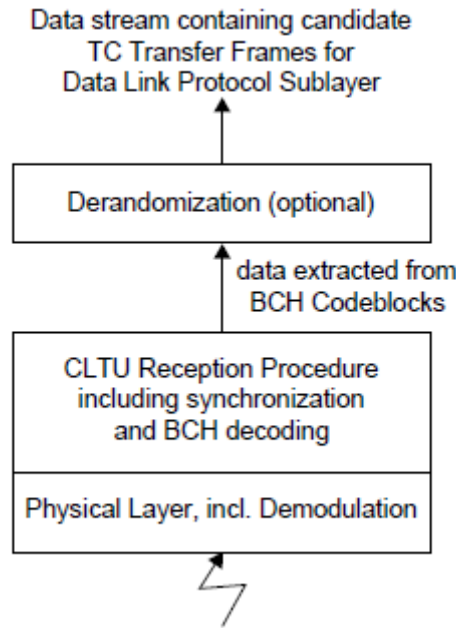 Data stream containing candidate
TC Transfer Frames for
Data Link Protocol Sublayer
Derandomization (optional)
data extracted from
BCH Codeblocks
CLTU Reception Procedure
including synchronization
and BCH decoding
Physical Layer, incl. Demodulation